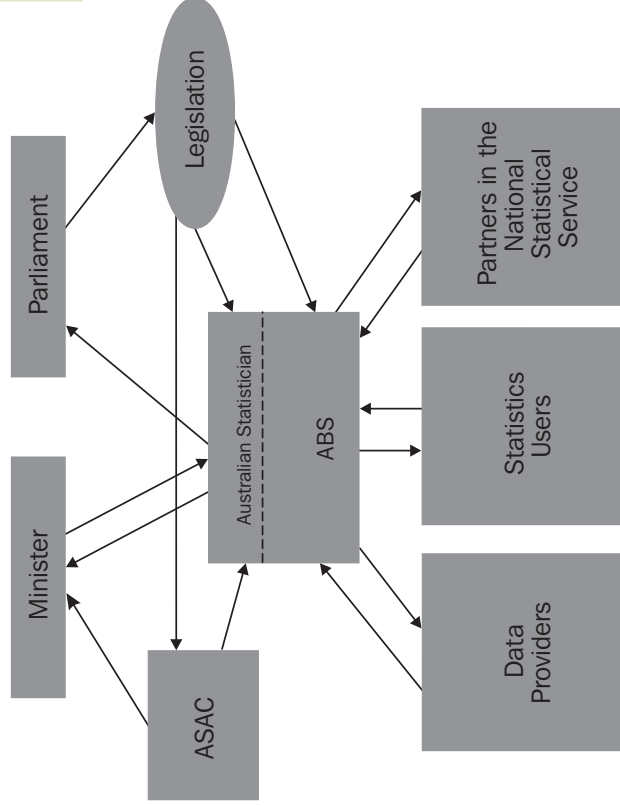 Minister
Parliament
ASAC
Legislation
Australian Statistician
ABS
Data
Providers
Statistics
Users
Partners in the
National
Statistical
Service